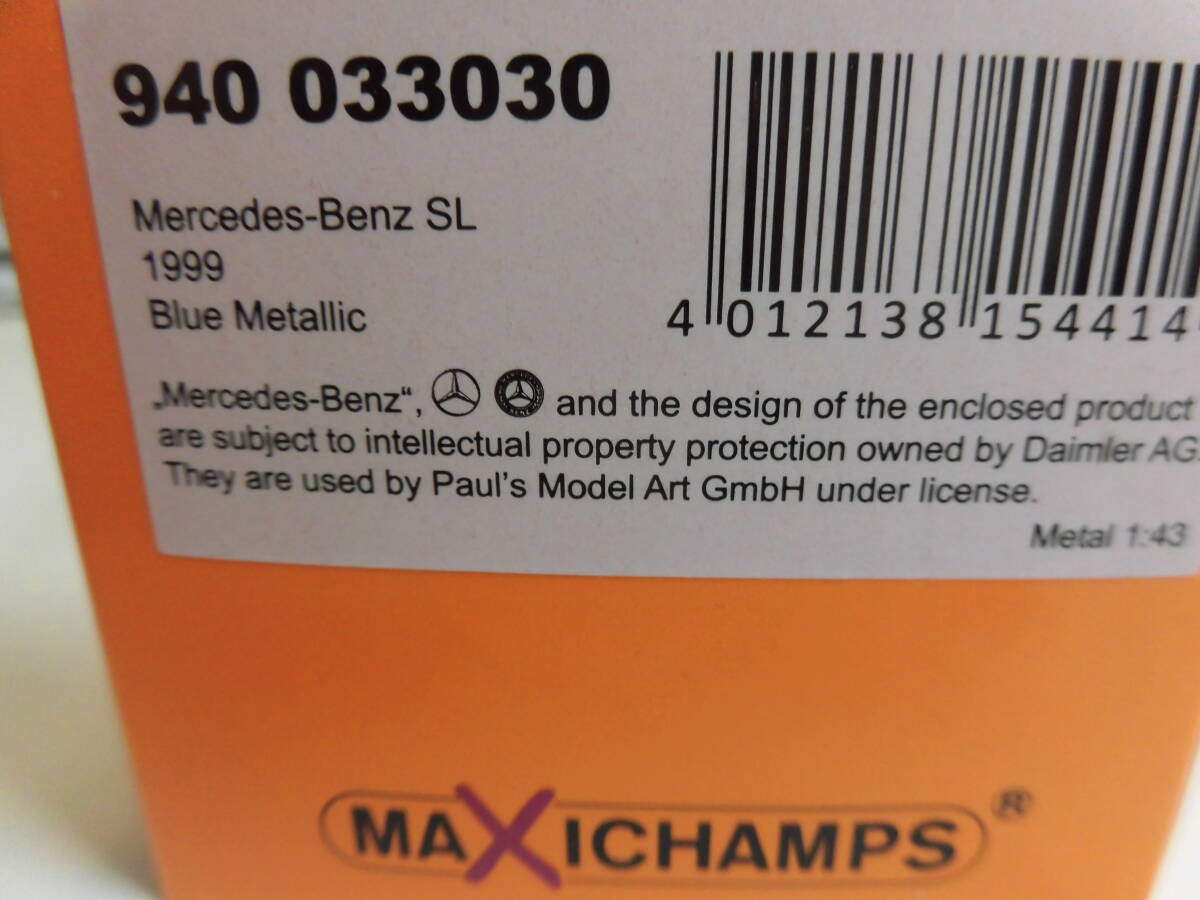 940 033030
Mercedes-Benz SL
1999
Blue Metallic
4 012138 154414
„Mercedes-Benz“, and the design of the enclosed product
are subject to intellectual property protection owned by Daimler AG.
They are used by Paul's Model Art GmbH under license.
Metal 1:43
MAXICHAMPS®